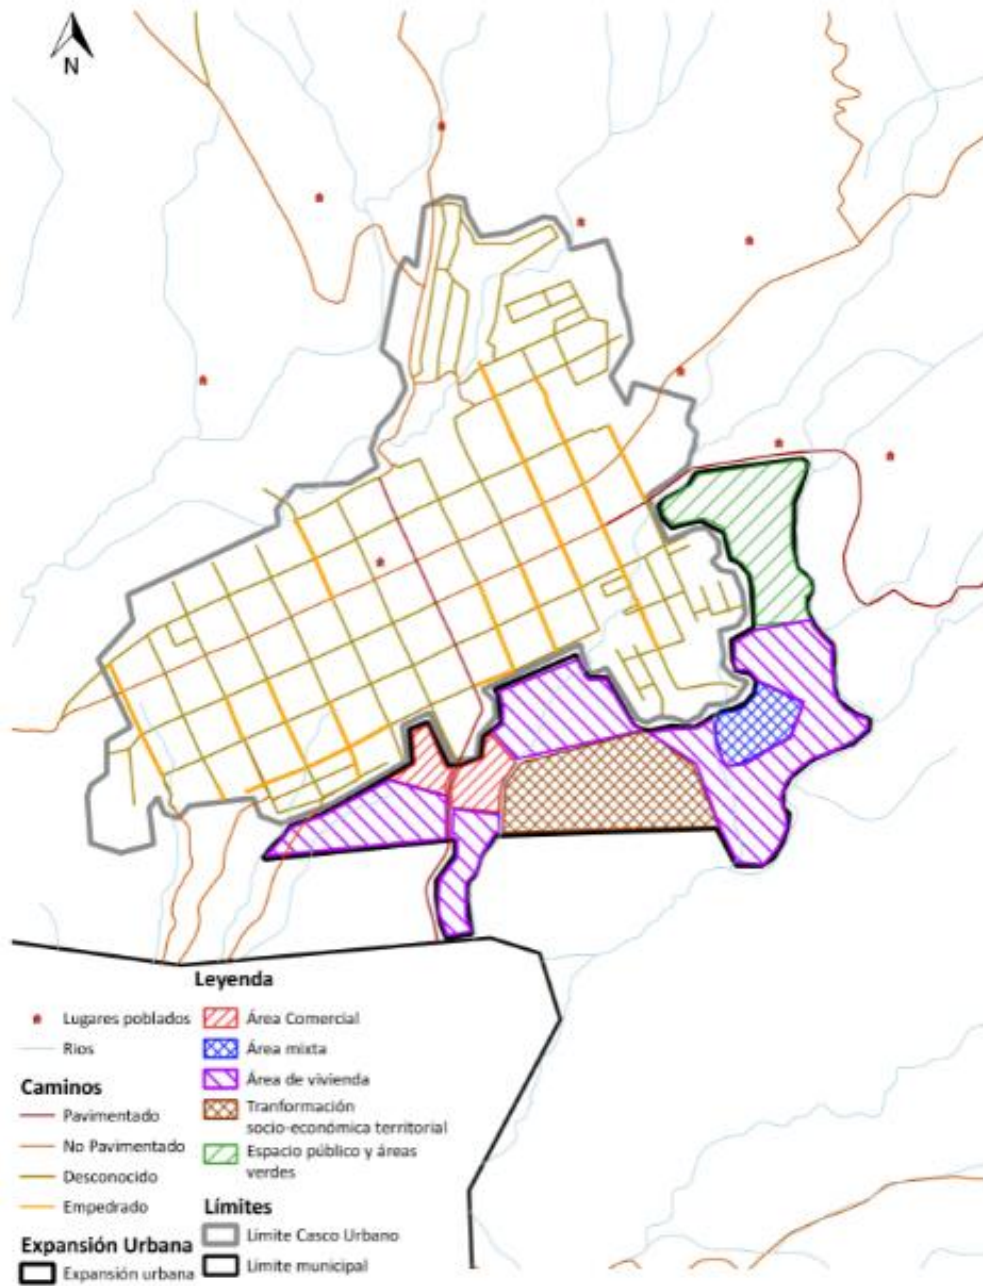 N
Leyenda
Lugares poblados
Rios
Caminos
Pavimentado
No Pavimentado
Desconocido
Empedrado
Expansión Urbana
Expansión urbana
Área Comercial
Área mixta
Área de vivienda
Tranformación
socio-económica territorial
Espacio público y áreas
verdes
Límites
Límite Casco Urbano
Límite municipal